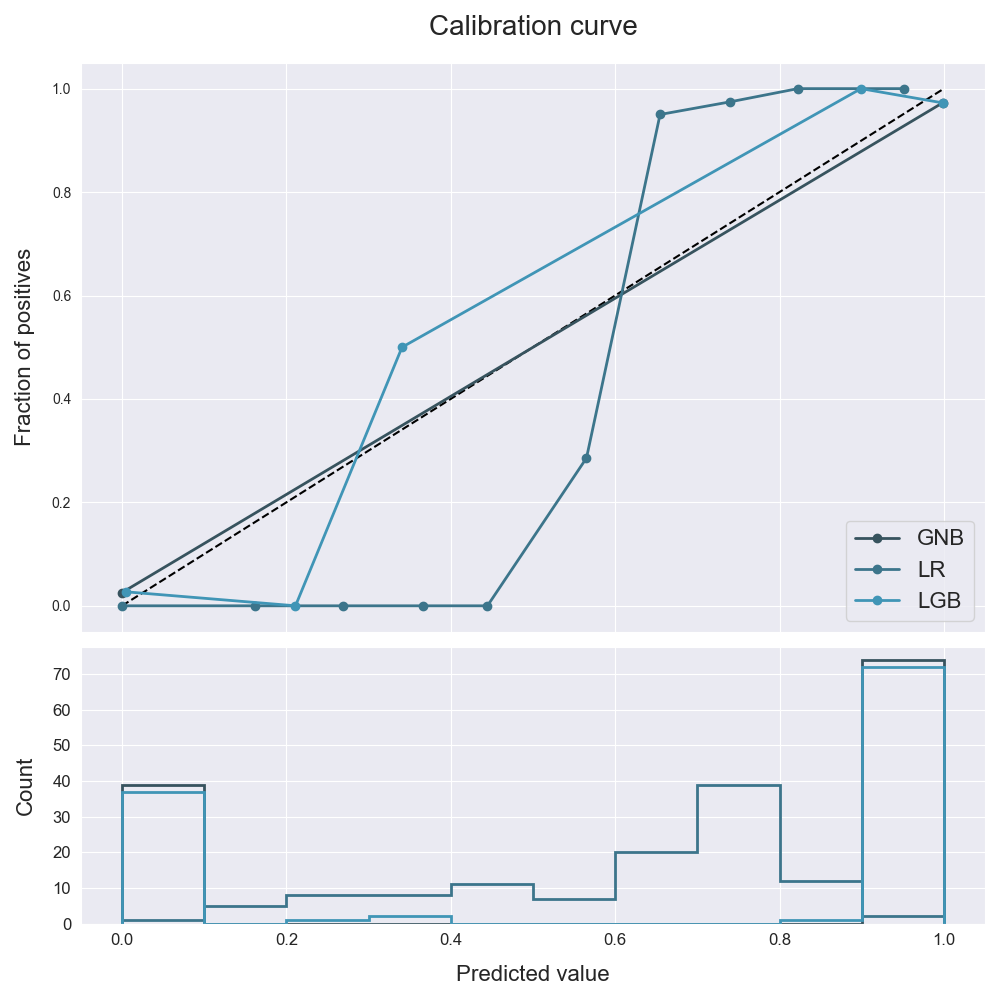 Calibration curve
1.0
0.8
0.6
0.4
0.2
0.0
Fraction of positives
GNB
LR
LGB
70
60
50
40
30
20
10
0
Count
0.0 0.2 0.4 0.6 0.8 1.0
Predicted value